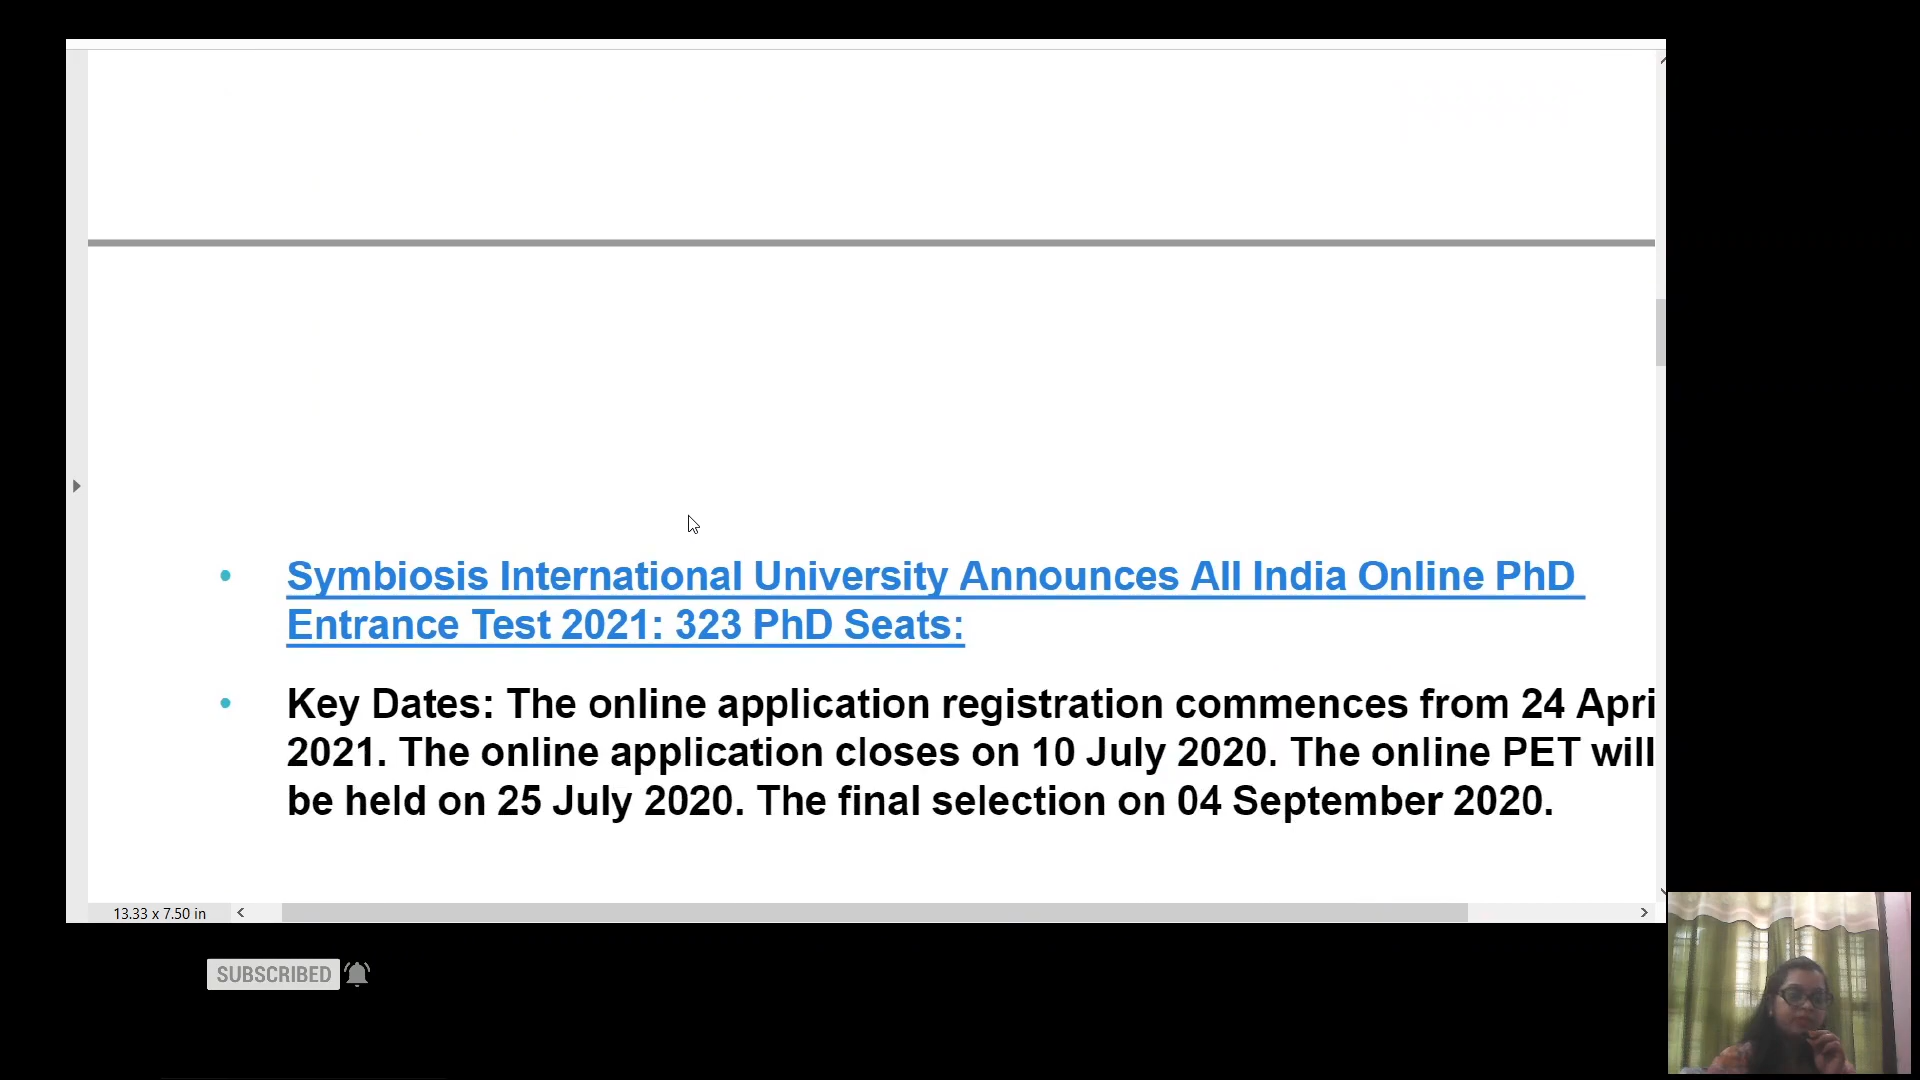 • Symbiosis International University Announces All India Online PhD
Entrance Test 2021: 323 PhD Seats:
• Key Dates: The online application registration commences from 24 Apri
2021. The online application closes on 10 July 2020. The online PET will
be held on 25 July 2020. The final selection on 04 September 2020.
13.33 x 7.50 in
SUBSCRIBED